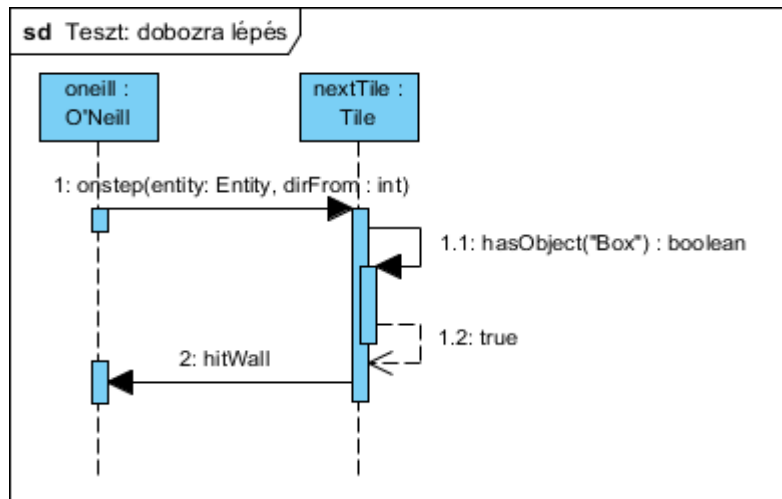 sd Teszt: dobozra lépés
oneill :
O'Neill
nextTile :
Tile
1: onstep(entity: Entity, dirFrom : int)
1.1: hasObject("Box") : boolean
1.2: true
2: hitWall